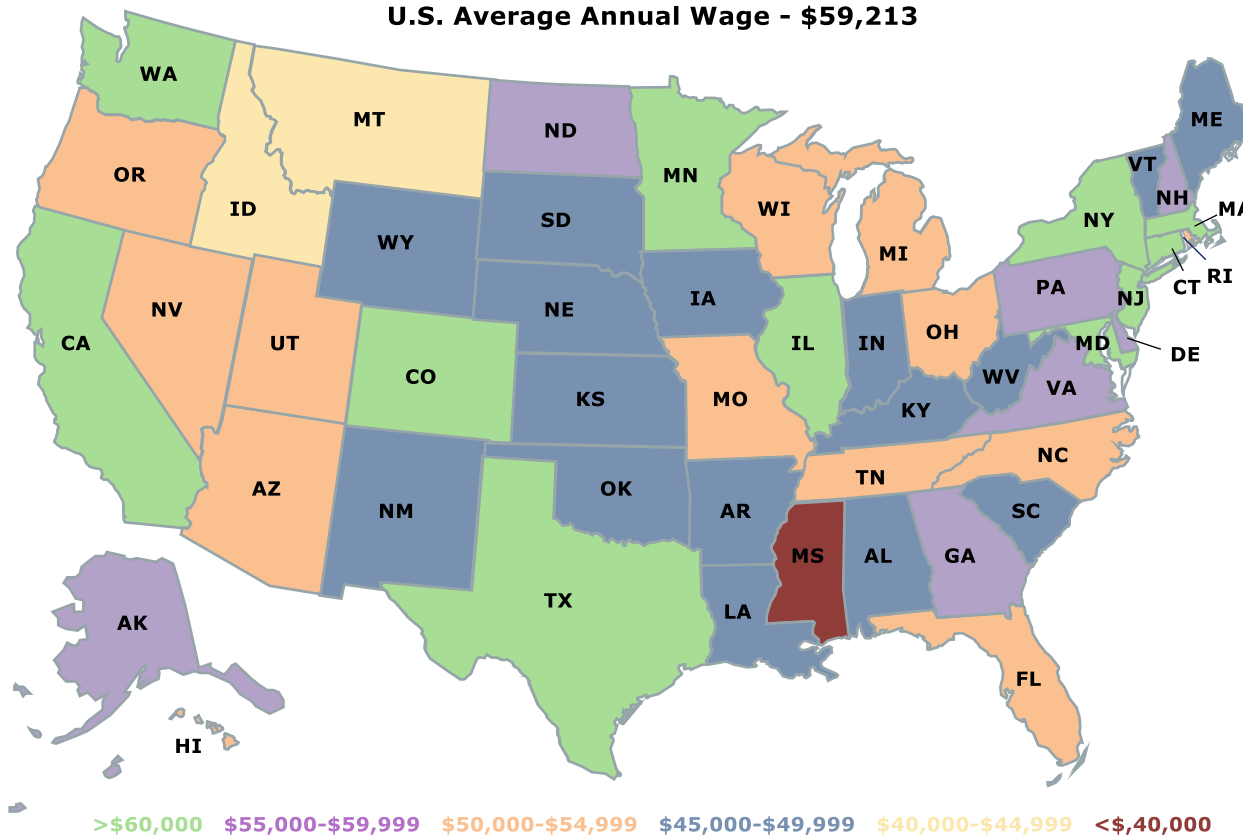 U.S. Average Annual Wage - $59,213
WA
MT
ND
MN
ME
VT
NH
OR
ID
WY
SD
WI
MI
NY
MA
RI
CT
NV
UT
CA
CO
NE
IA
IL
IN
OH
PA
NJ
MD
DE
WV
VA
KS
MO
KY
AZ
NM
OK
AR
TN
NC
SC
MS
AL
GA
TX
LA
FL
AK
HI
>$60,000 $55,000-$59,999 $50,000-$54,999 $45,000-$49,999 $40,000-$44,999 <$,40,000